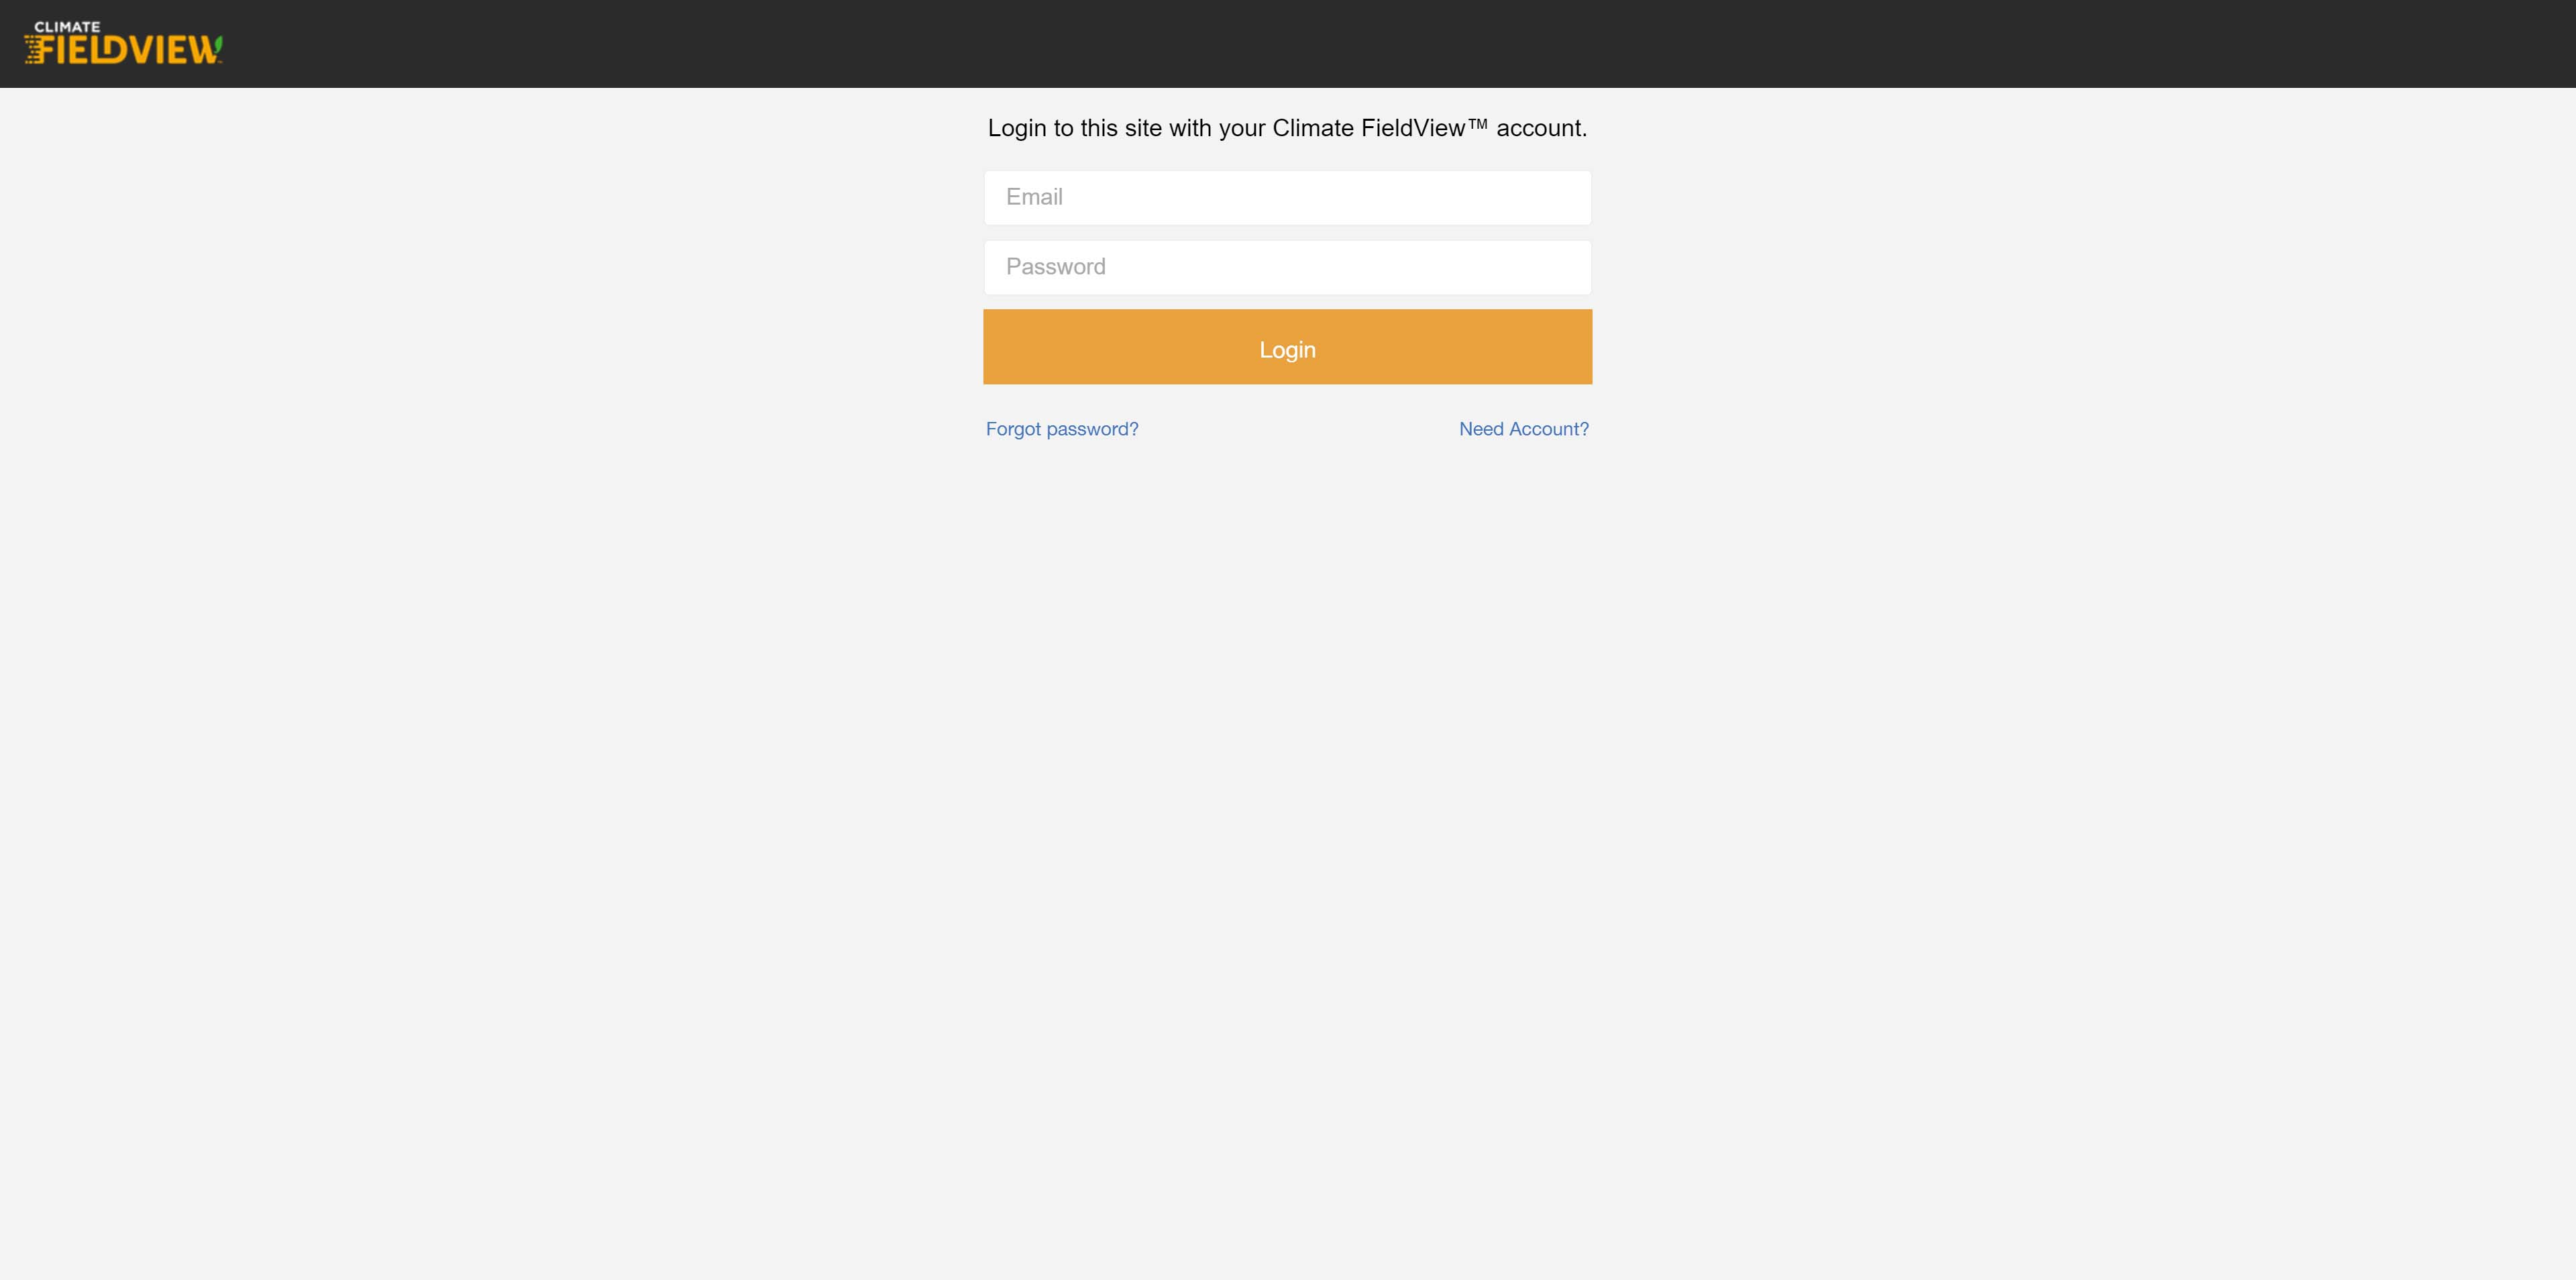 CLIMATE
FIELDVIEW
Login to this site with your Climate FieldView™ account.
Email
Password
Login
Forgot password?
Need Account?